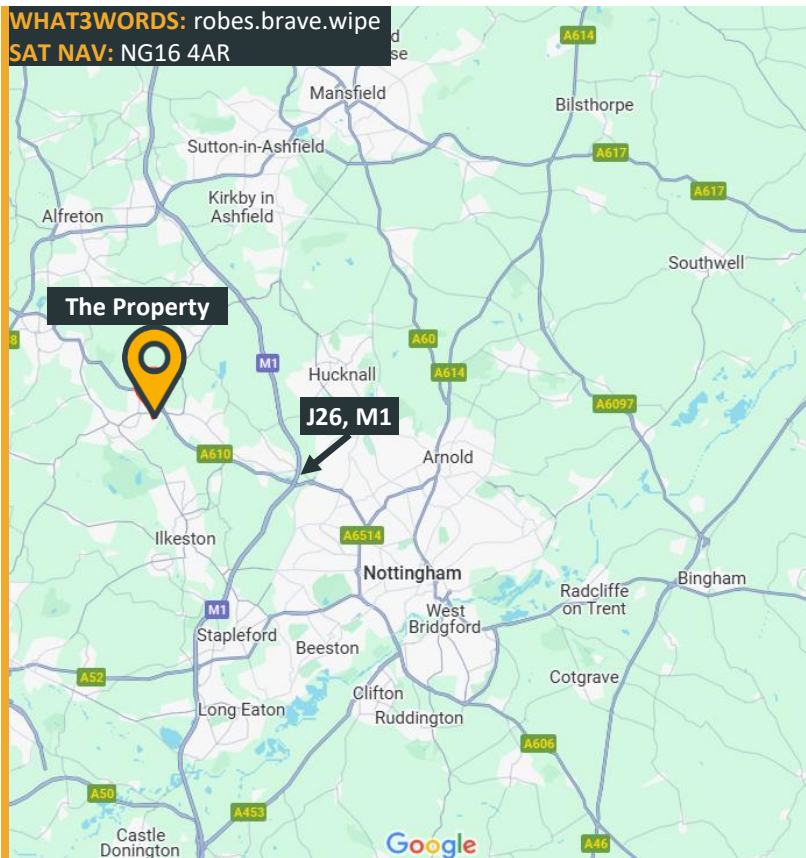 WHAT3WORDS: robes.brave.wipe
SAT NAV: NG16 4AR
A614
Mansfield
Bilsthorpe
Sutton-in-Ashfield
A617
A617
Kirkby in
Ashfield
Alfreton
Southwell
The Property
A60
M1
Hucknall
A614
A6097
J26, M1
A610
Arnold
Ilkeston
A6514
Nottingham
Bingham
Radcliffe
on Trent
M1
West
Bridgford
Stapleford
Beeston
A52
Cotgrave
Clifton
Long Eaton
Ruddington
A606
A50
A453
Castle
Donington
Google
A46